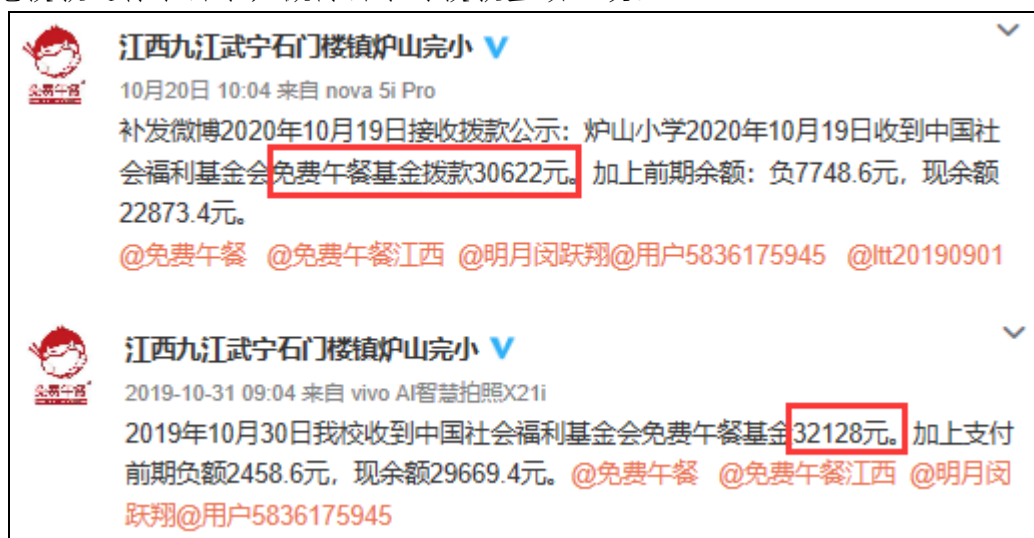 江西九江武宁石门楼镇炉山完小
10月20日 10:04 来自 nova 5i Pro
补发微博2020年10月19日接收拨款公示：炉山小学2020年10月19日收到中国社
会福利基金会免费午餐基金拨款30622元。加上前期余额：负7748.6元，现余额
22873.4元。
@免费午餐 @免费午餐江西 @明月闵跃翔@用户5836175945 @ltt20190901
免费午餐
江西九江武宁石门楼镇炉山完小
2019-10-31 09:04 来自 vivo AI智慧拍照X21i
2019年10月30日我校收到中国社会福利基金会免费午餐基金32128元。加上支付
前期负额2458.6元，现余额29669.4元。@免费午餐 @免费午餐江西 @明月闵
跃翔@用户5836175945
免费午餐